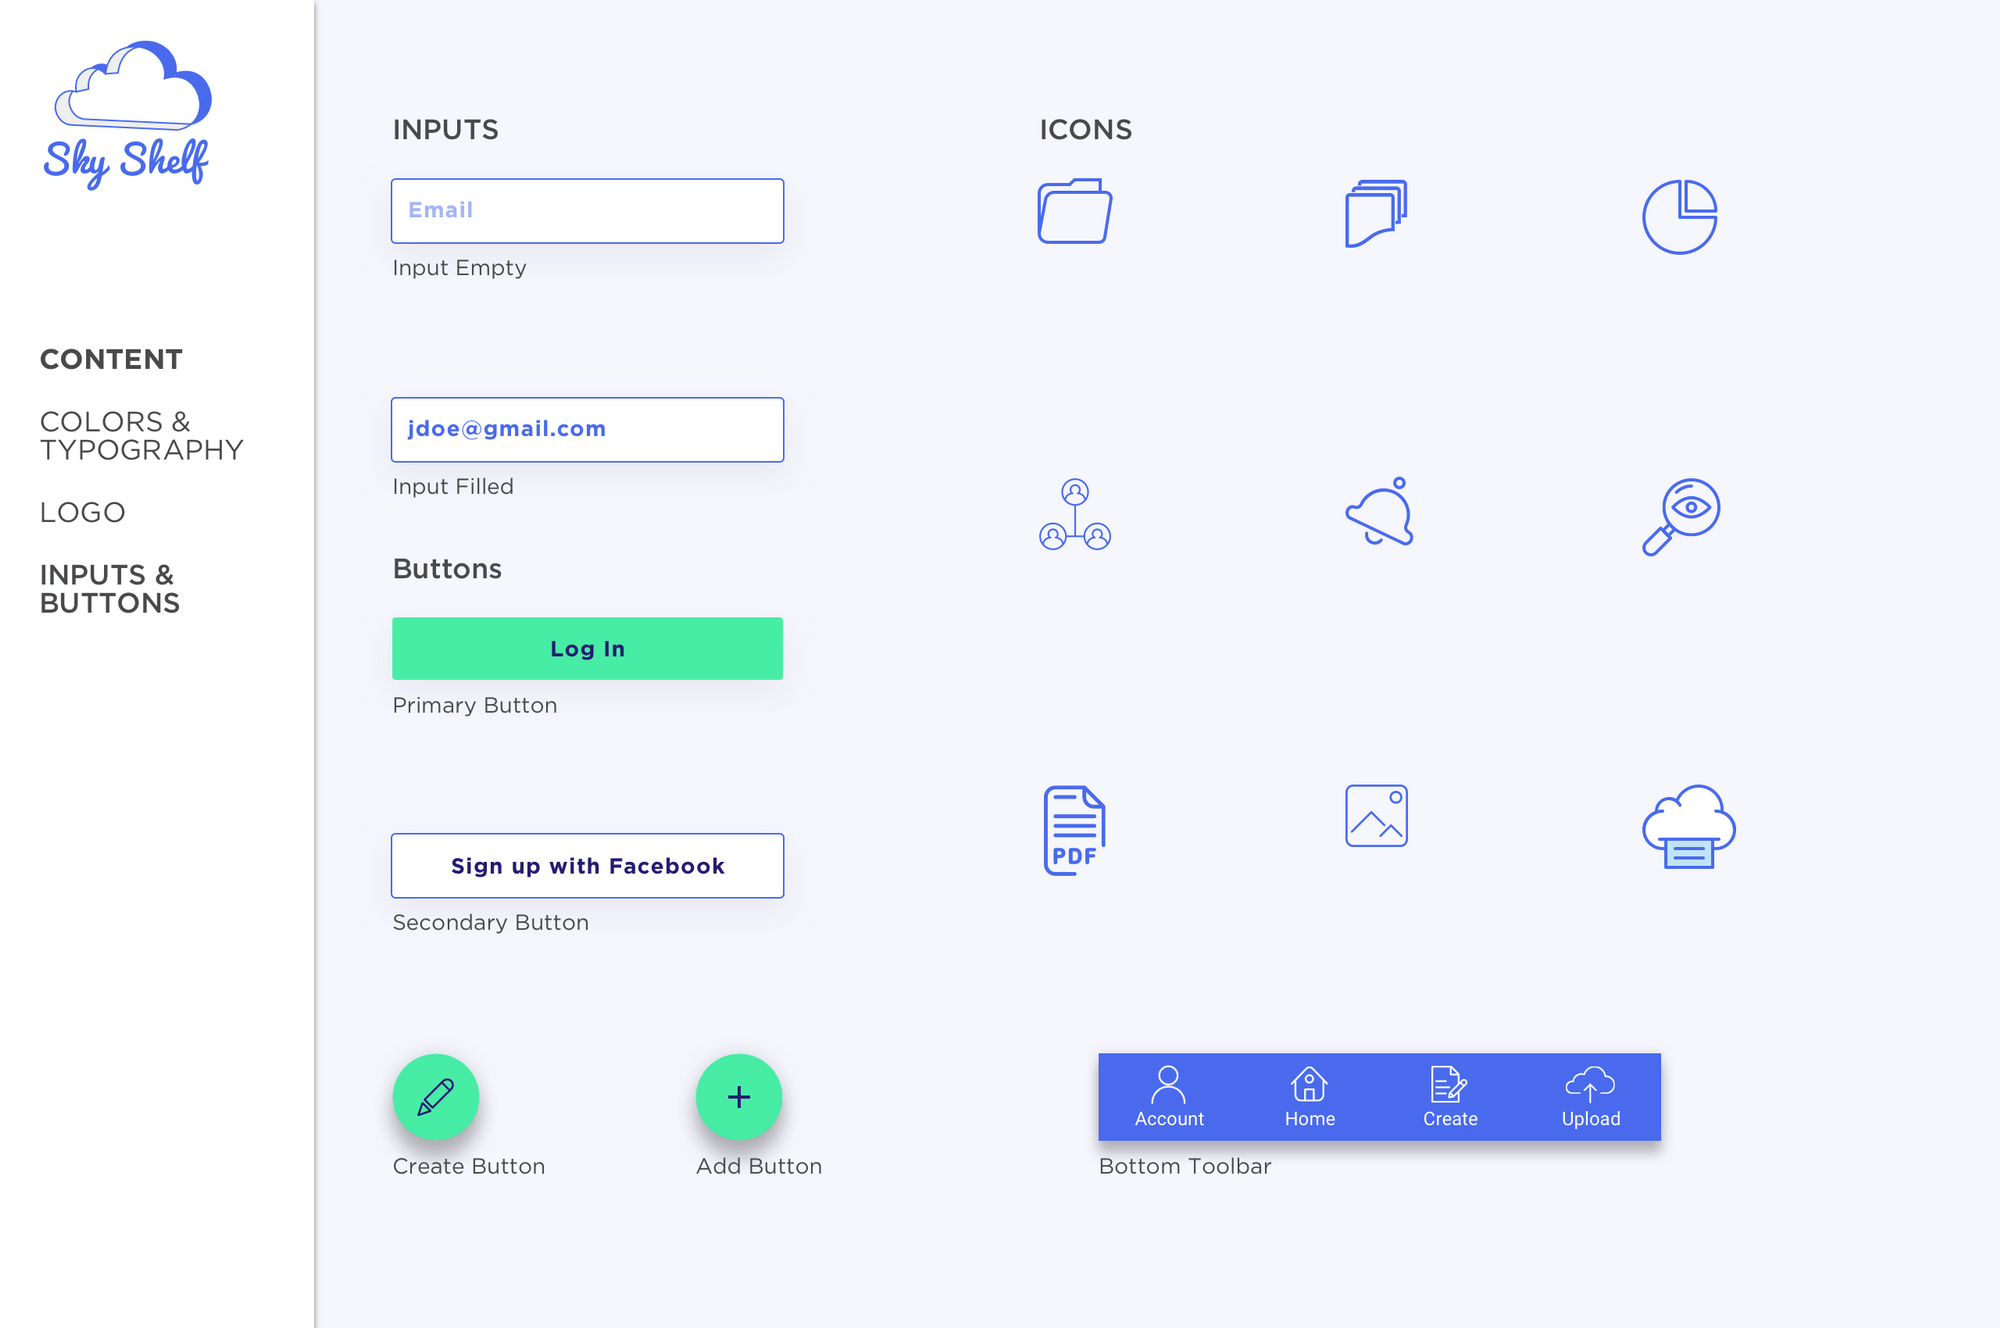 Sky Shelf
CONTENT
COLORS &
TYPOGRAPHY
LOGO
INPUTS &
BUTTONS
INPUTS
Email
Input Empty
jdoe@gmail.com
Input Filled
Buttons
Log In
Primary Button
Sign up with Facebook
Secondary Button
Create Button
Add Button
ICONS
PDF
Account
Home
Create
Upload
Bottom Toolbar